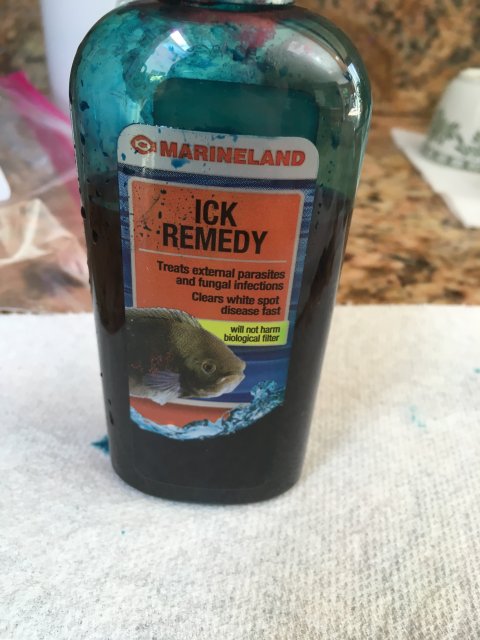 MARINELAND
ICK
REMEDY
Treats external parasites
and fungal infections
Clears white spot
disease fast
will not harm
biological filter